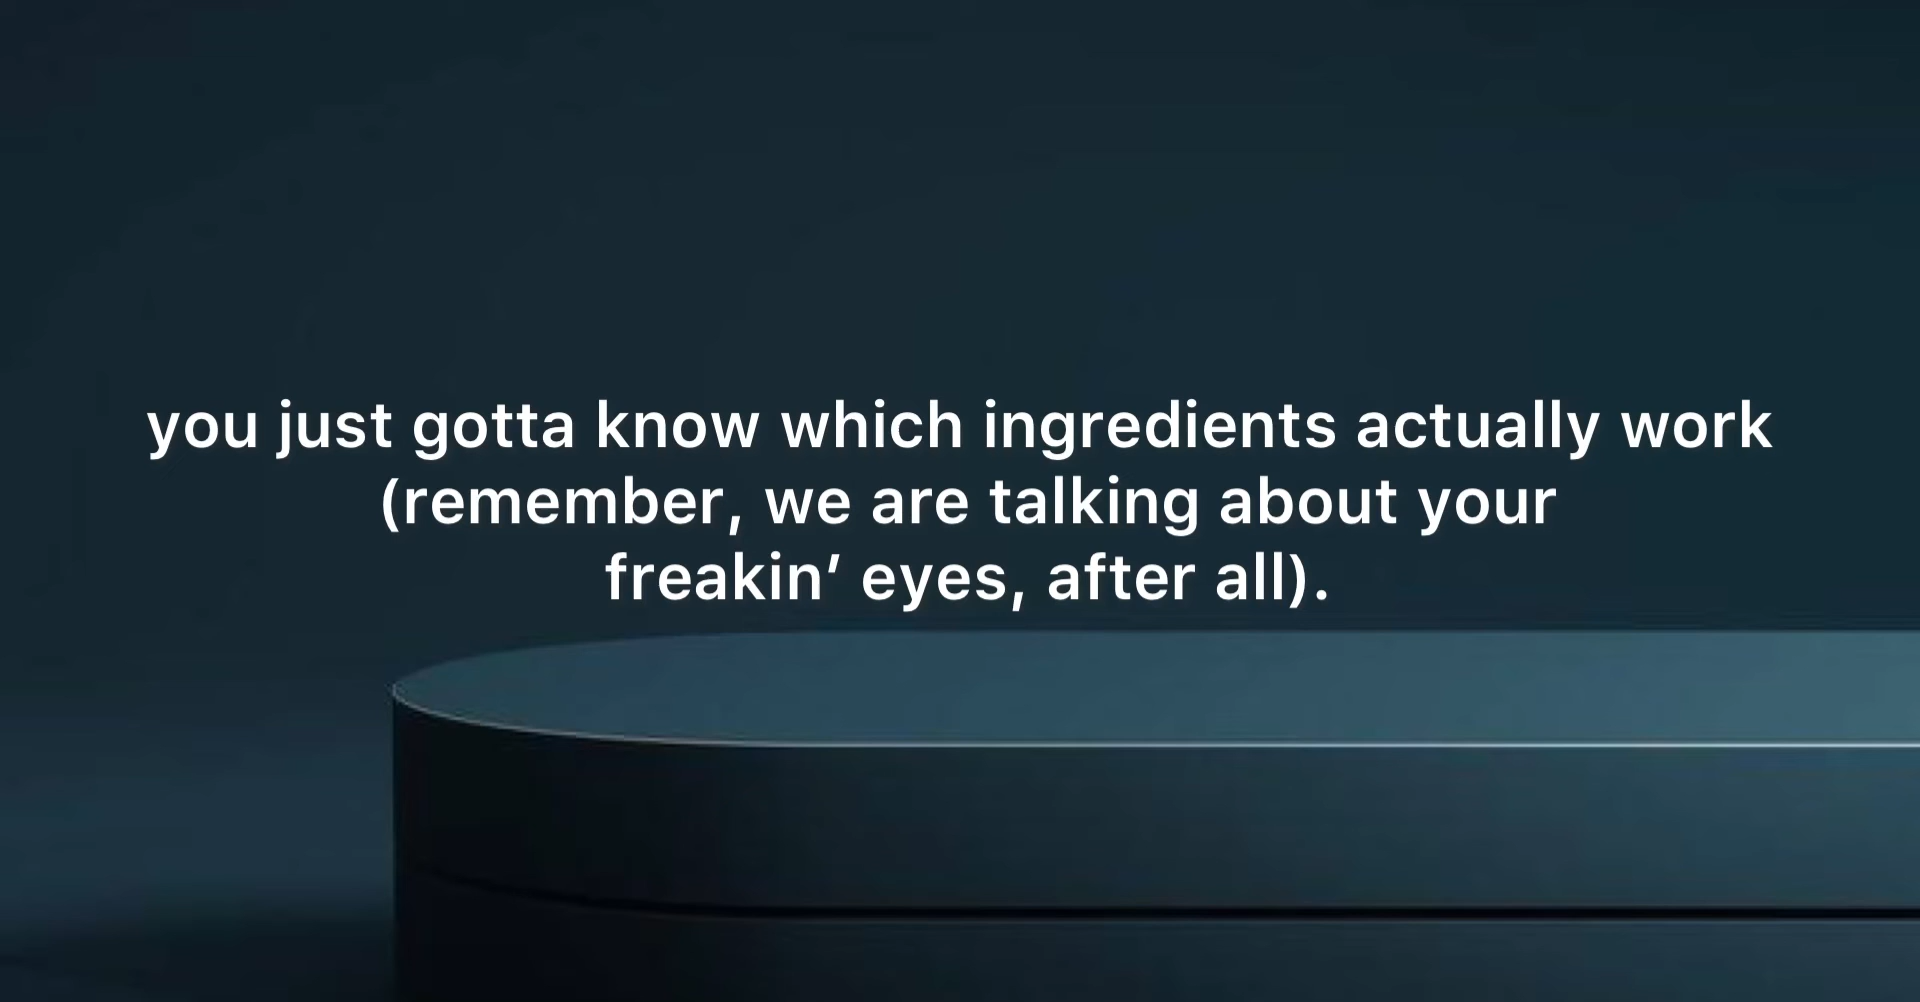 you just gotta know which ingredients actually work
(remember, we are talking about your
freakin’ eyes, after all).